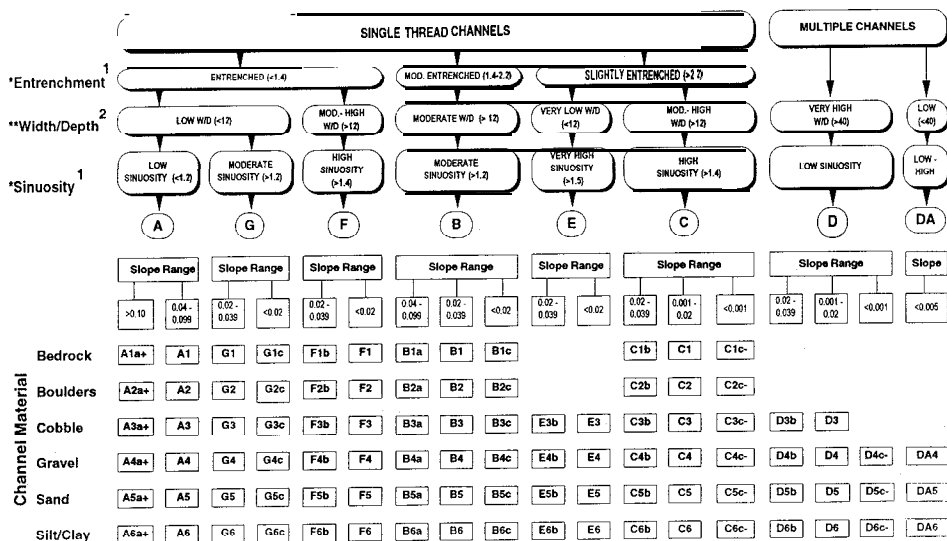 SINGLE THREAD CHANNELS MULTIPLE CHANNELS
*Entrenchment1 ENTRENCHED (<1.4) MOD. ENTRENCHED (1.4-2.2) SLIGHTLY ENTRENCHED (>2.2)
**Width/Depth2 LOW W/D (<12) MOD.- HIGH W/D (>12) MODERATE W/D (> 12) VERY LOW W/D (<12) MOD.- HIGH W/D (>12) VERY HIGH W/D (>40) LOW (<40)
*Sinuosity1 LOW SINUOSITY (<1.2) MODERATE SINUOSITY (>1.2) HIGH SINUOSITY (>1.4) MODERATE SINUOSITY (>1.2) VERY HIGH SINUOSITY (>1.5) HIGH SINUOSITY (>1.4) LOW SINUOSITY LOW - HIGH
A G F B E C D DA
Slope Range Slope Range Slope Range Slope Range Slope Range Slope Range Slope Range Slope
>0.10 0.04 - 0.099 0.02 - 0.039 <0.02 0.02 - 0.039 <0.02 0.04 - 0.099 0.02 - 0.039 <0.02 0.02 - 0.039 <0.02 0.02 - 0.039 0.001 - 0.02 <0.001 0.02 - 0.039 0.001 - 0.02 <0.001 <0.005
Channel Material
Bedrock A1a+ A1 G1 G1c F1b F1 B1a B1 B1c C1b C1 C1c-
Boulders A2a+ A2 G2 G2c F2b F2 B2a B2 B2c C2b C2 C2c-
Cobble A3a+ A3 G3 G3c F3b F3 B3a B3 B3c E3b E3 C3b C3 C3c- D3b D3
Gravel A4a+ A4 G4 G4c F4b F4 B4a B4 B4c E4b E4 C4b C4 C4c- D4b D4 D4c- DA4
Sand A5a+ A5 G5 G5c F5b F5 B5a B5 B5c E5b E5 C5b C5 C5c- D5b D5 D5c- DA5
Silt/Clay A6a+ A6 G6 G6c F6b F6 B6a B6 B6c E6b E6 C6b C6 C6c- D6b D6 D6c- DA6